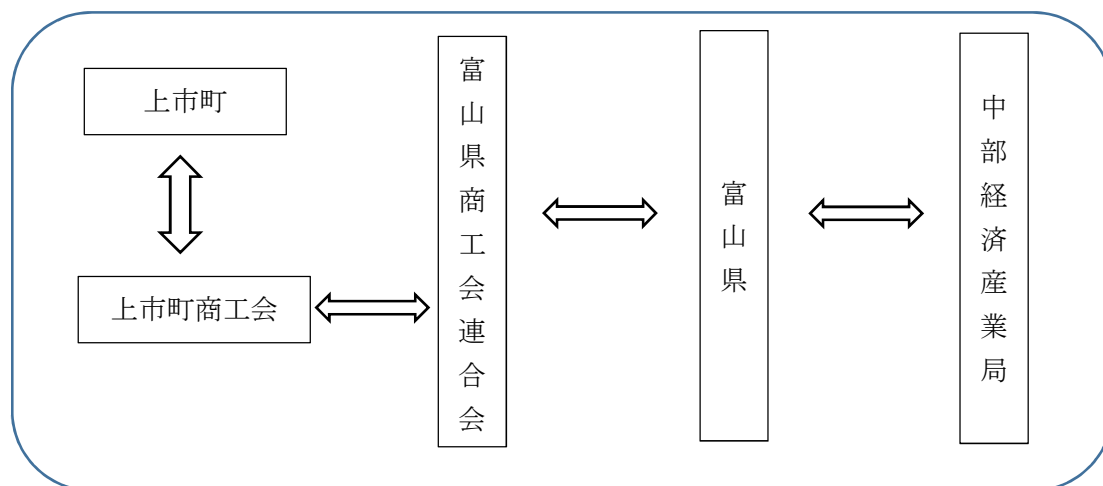 上市町
上市町商工会
富山県商工会連合会
富山県
中部経済産業局